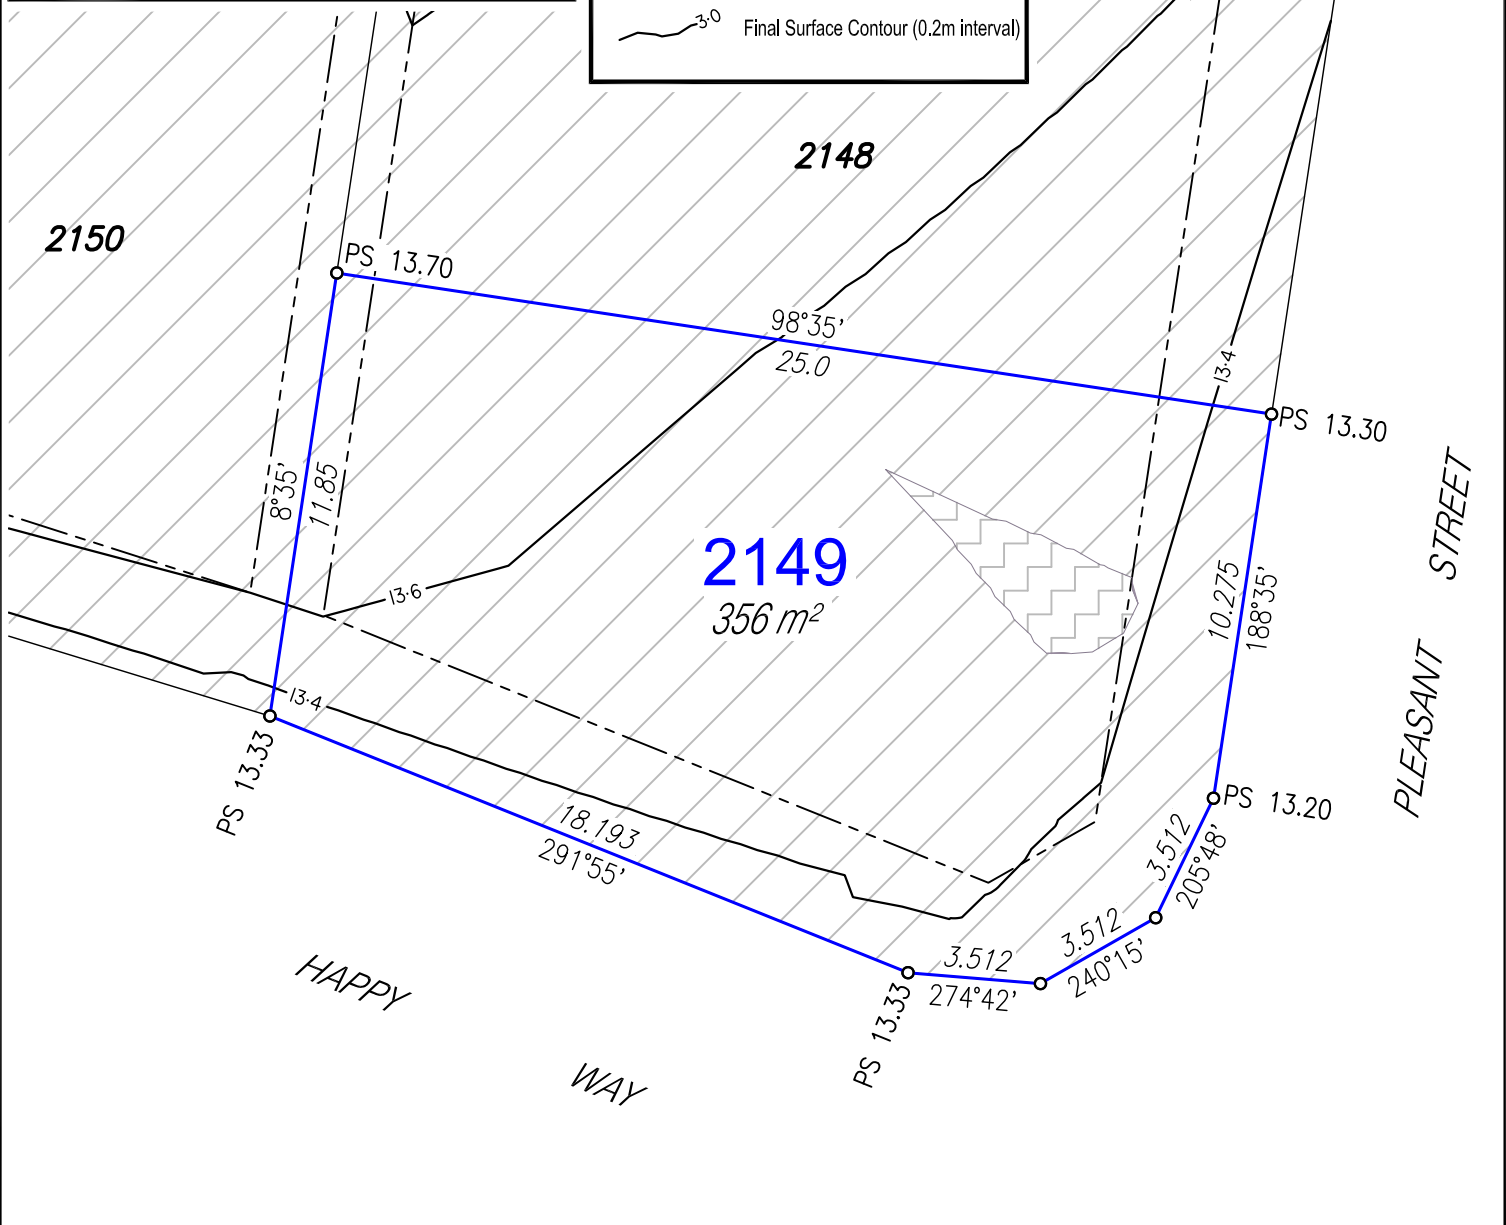 3·0
Final Surface Contour (0.2m interval)
2148
2150
PS 13.70
98°35'
25.0
13·4
PS 13.30
STREET
PLEASANT
8°35'
11.85
2149
356 m²
13·6
10.275
188°35'
13·4
PS 13.33
18.193
291°55'
PS 13.20
3.512
205°48'
3.512
240°15'
3.512
274°42'
PS 13.33
HAPPY
WAY